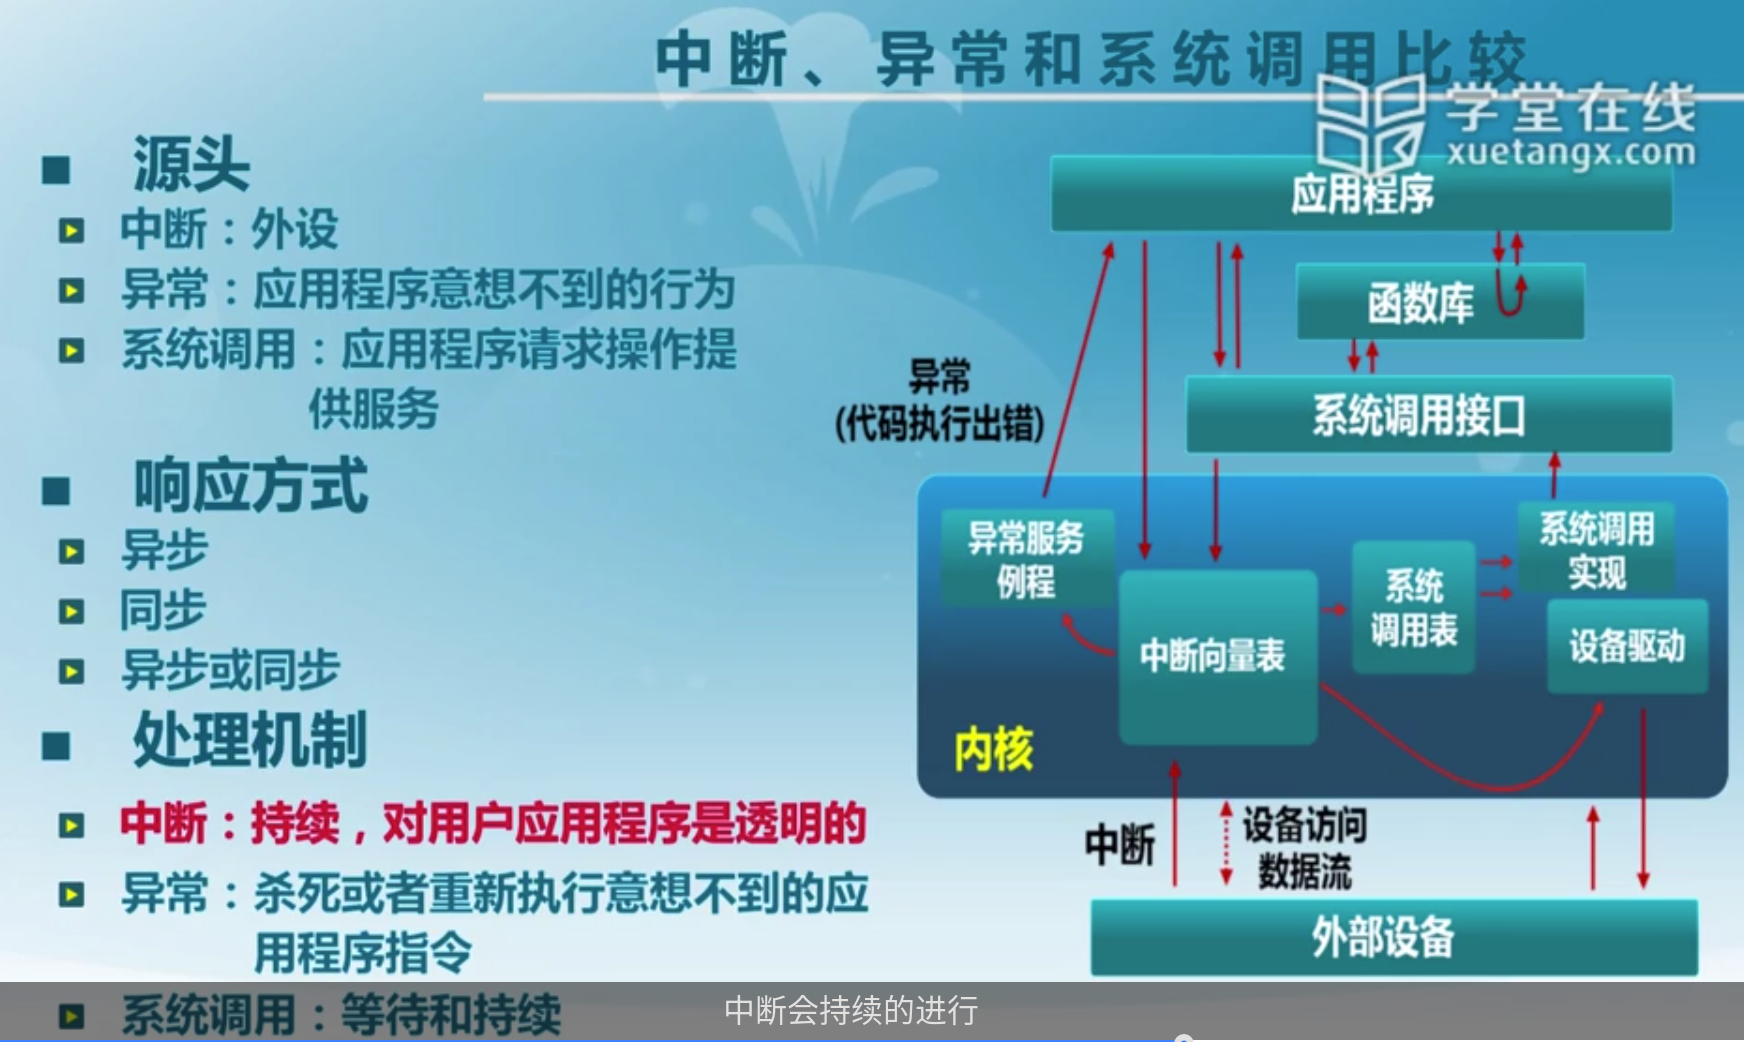 中断、异常和系统调用比较
学堂在线
xuetangx.com
源头
中断：外设
异常：应用程序意想不到的行为
系统调用：应用程序请求操作提
供服务
响应方式
异步
同步
异步或同步
处理机制
中断：持续，对用户应用程序是透明的
异常：杀死或者重新执行意想不到的应
用程序指令
系统调用：等待和持续
应用程序
函数库
异常
(代码执行出错)
系统调用接口
异常服务
例程
中断向量表
系统
调用表
系统调用
实现
设备驱动
内核
中断
设备访问
数据流
外部设备
中断会持续的进行